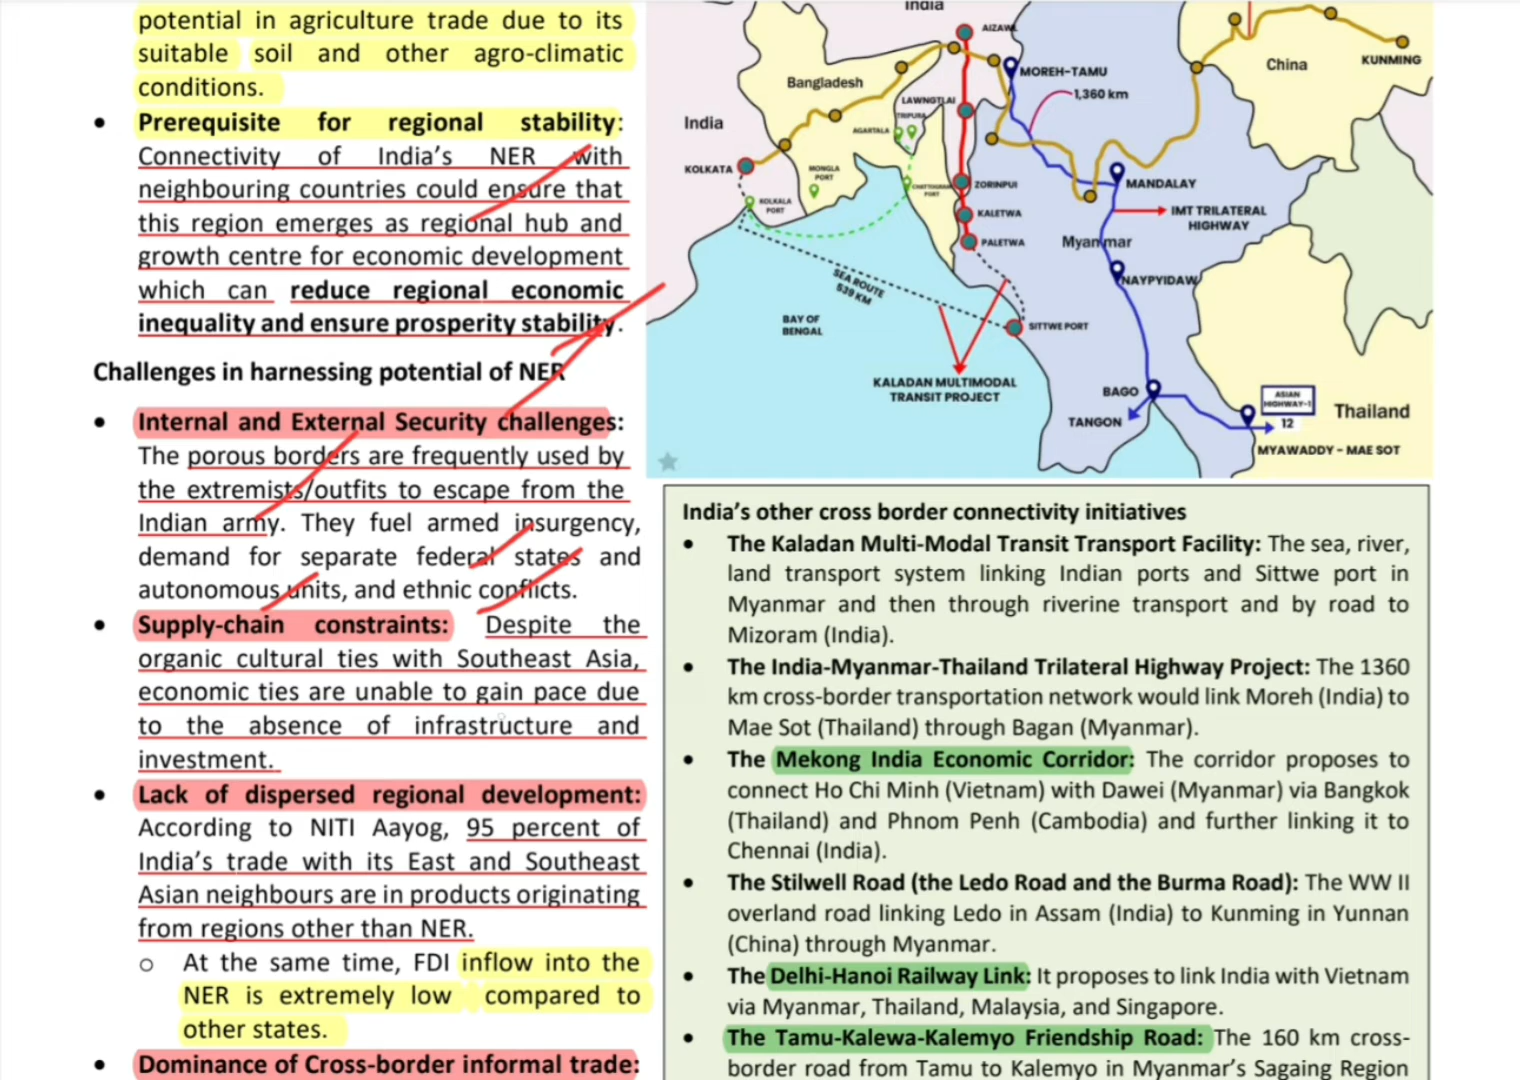 potential in agriculture trade due to its
suitable soil and other agro-climatic
conditions.
• Prerequisite for regional stability:
Connectivity of India’s NER with
neighbouring countries could ensure that
this region emerges as regional hub and
growth centre for economic development
which can reduce regional economic
inequality and ensure prosperity stability.
Challenges in harnessing potential of NER
• Internal and External Security challenges:
The porous borders are frequently used by
the extremists/outfits to escape from the
Indian army. They fuel armed insurgency,
demand for separate federal states and
autonomous units, and ethnic conflicts.
• Supply-chain constraints: Despite the
organic cultural ties with Southeast Asia,
economic ties are unable to gain pace due
to the absence of infrastructure and
investment.
• Lack of dispersed regional development:
According to NITI Aayog, 95 percent of
India’s trade with its East and Southeast
Asian neighbours are in products originating
from regions other than NER.
o At the same time, FDI inflow into the
NER is extremely low compared to
other states.
• Dominance of Cross-border informal trade:
India
AIZAWL
Bangladesh
MOREH-TAMU
1,360 km
China
KUNMING
LAWNGTLAI
TRIPURA
AGARTALA
India
KOLKATA
MONGLA
PORT
KOLKALA
PORT
CHATTOGRAM
PORT
ZORINPUI
KALETWA
PALETWA
MANDALAY
IMT TRILATERAL
HIGHWAY
Myanmar
NAYPYIDAW
SEA ROUTE
539 KM
BAY OF
BENGAL
SITTWE PORT
KALADAN MULTIMODAL
TRANSIT PROJECT
BAGO
TANGON
ASIAN
HIGHWAY-1
12
Thailand
MYAWADDY - MAE SOT
India’s other cross border connectivity initiatives
• The Kaladan Multi-Modal Transit Transport Facility: The sea, river,
land transport system linking Indian ports and Sittwe port in
Myanmar and then through riverine transport and by road to
Mizoram (India).
• The India-Myanmar-Thailand Trilateral Highway Project: The 1360
km cross-border transportation network would link Moreh (India) to
Mae Sot (Thailand) through Bagan (Myanmar).
• The Mekong India Economic Corridor: The corridor proposes to
connect Ho Chi Minh (Vietnam) with Dawei (Myanmar) via Bangkok
(Thailand) and Phnom Penh (Cambodia) and further linking it to
Chennai (India).
• The Stilwell Road (the Ledo Road and the Burma Road): The WW II
overland road linking Ledo in Assam (India) to Kunming in Yunnan
(China) through Myanmar.
• The Delhi-Hanoi Railway Link: It proposes to link India with Vietnam
via Myanmar, Thailand, Malaysia, and Singapore.
• The Tamu-Kalewa-Kalemyo Friendship Road: The 160 km cross-
border road from Tamu to Kalemyo in Myanmar’s Sagaing Region